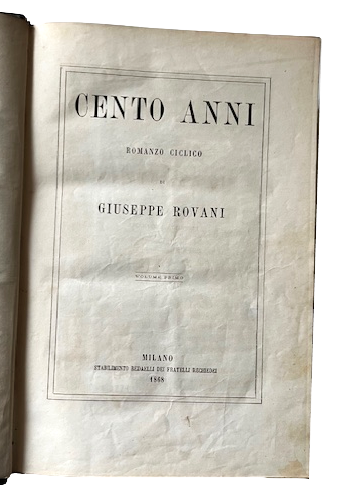 CENTO ANNI
ROMANZO CICLICO
DI
GIUSEPPE ROVANI
VOLUME PRIMO
MILANO
STABILIMENTO REDAELLI DEI FRATELLI RECHIEDEI
1868